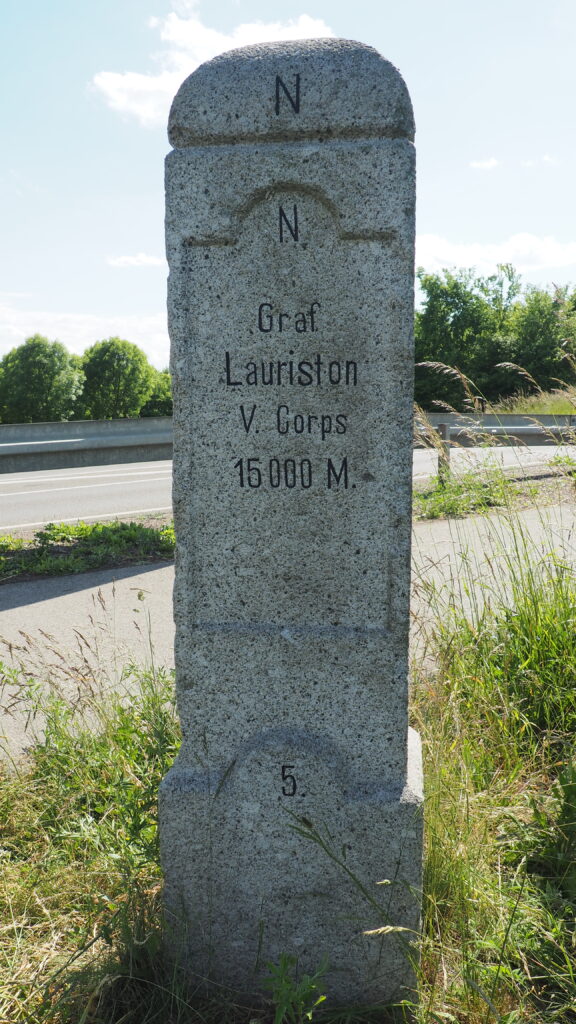 N
N
Graf
Lauriston
V. Corps
15000 M.
5.